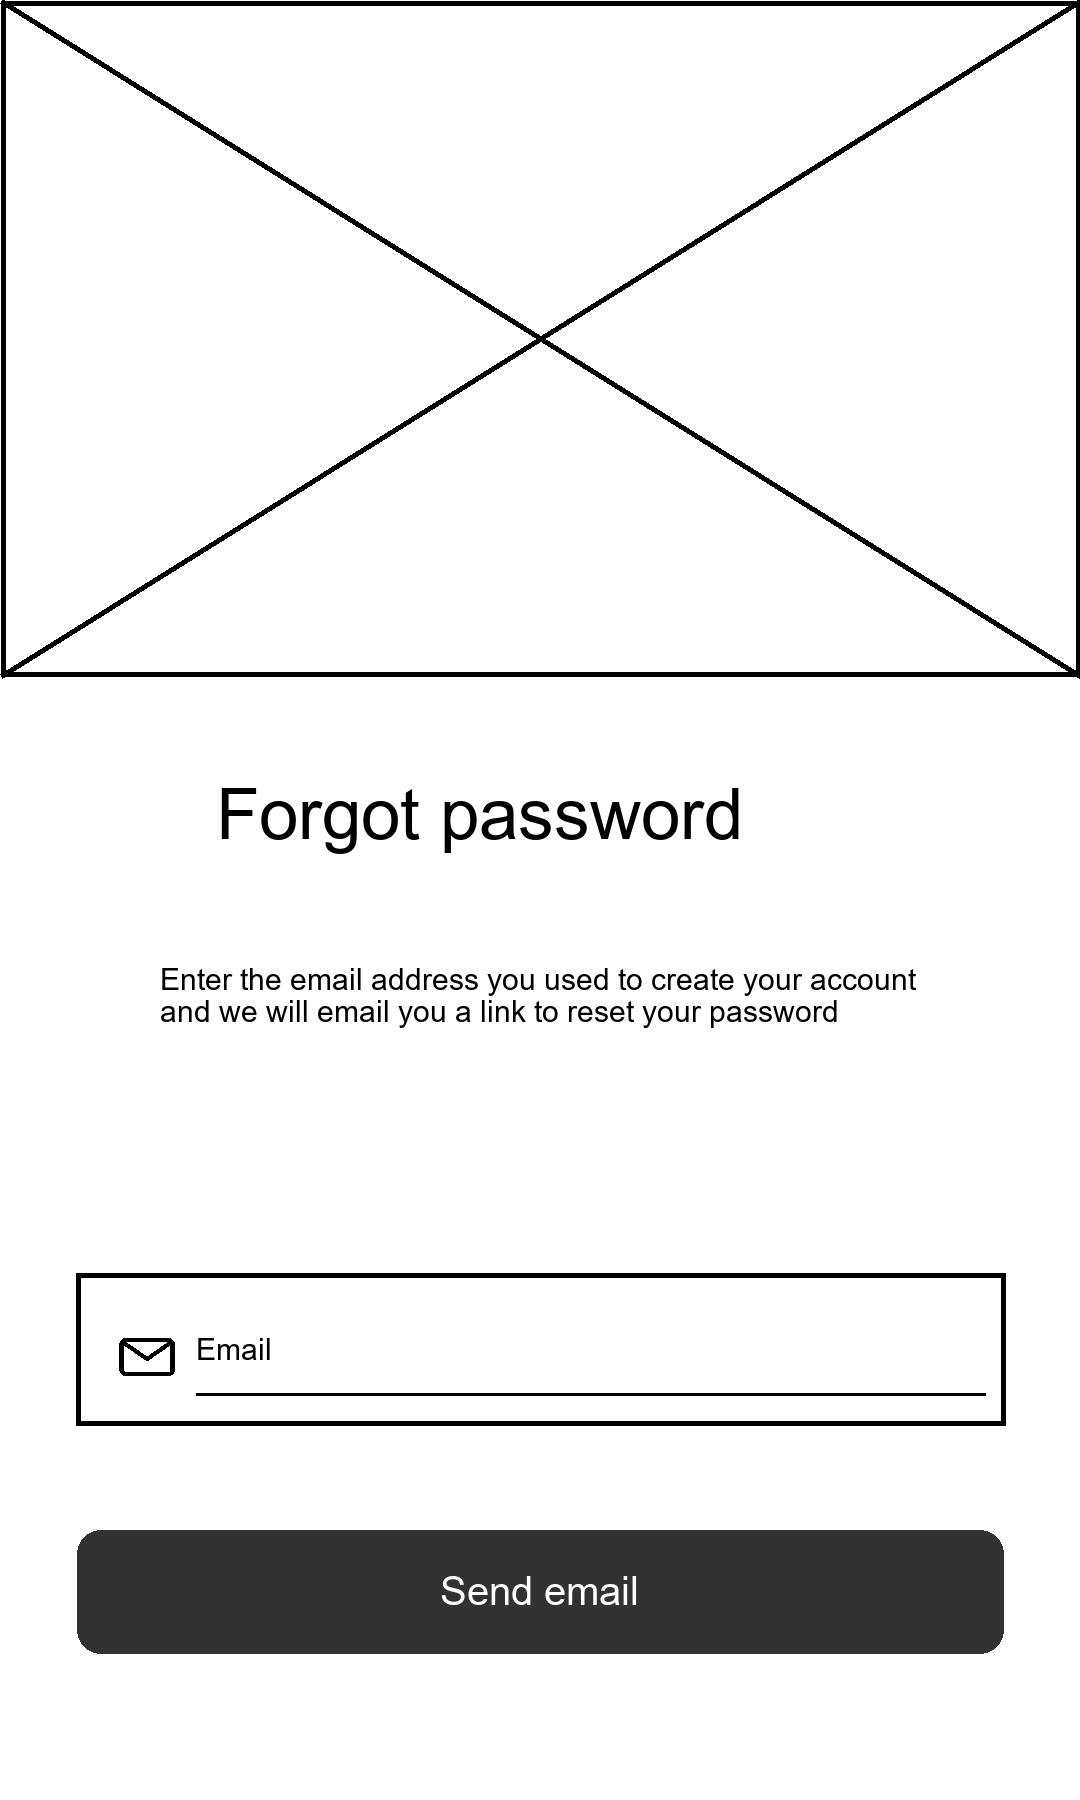 Forgot password
Enter the email address you used to create your account
and we will email you a link to reset your password
Email
Send email